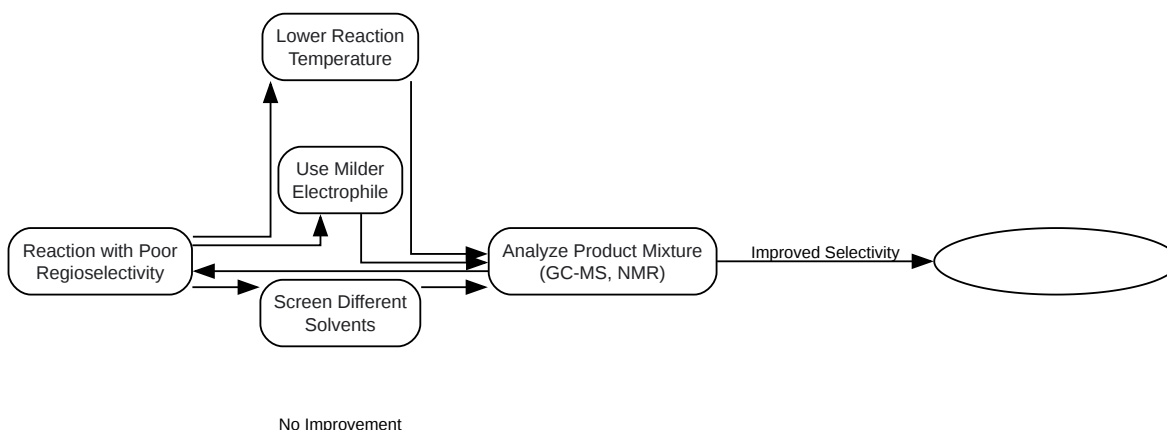 Lower Reaction
Temperature
Use Milder
Electrophile
Reaction with Poor
Regioselectivity
Analyze Product Mixture
(GC-MS, NMR)
Improved Selectivity
Screen Different
Solvents
No Improvement